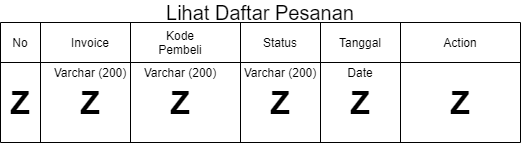 Lihat Daftar Pesanan
No Invoice Kode Pembeli Status Tanggal Action
Varchar (200) Varchar (200) Varchar (200) Date
Z Z Z Z Z Z